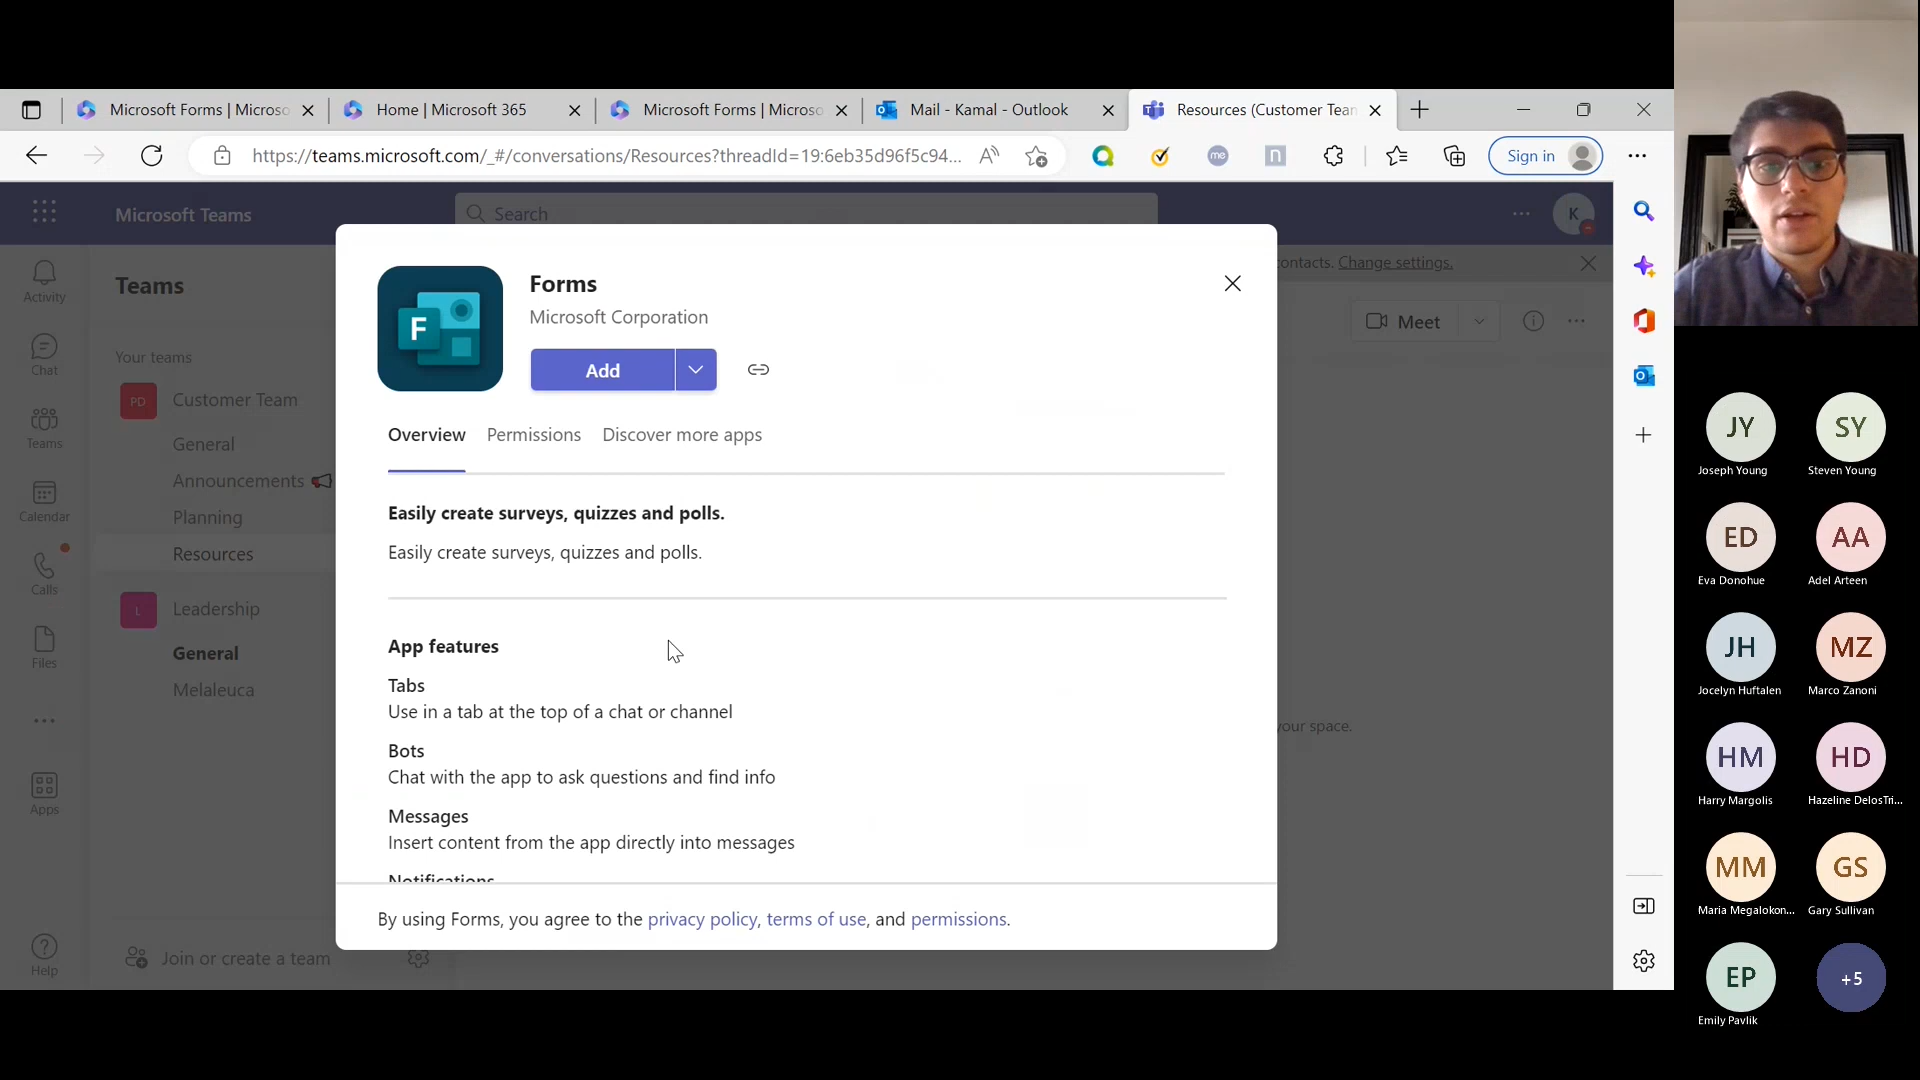 Microsoft Forms | Microso
Home | Microsoft 365
Microsoft Forms | Microso
Mail - Kamal - Outlook
Resources (Customer Tean
https://teams.microsoft.com/_#/conversations/Resources?threadId=19:6eb35d96f5c94...
me
n
Sign in
Microsoft Teams
Search
K
Activity
Chat
Teams
Calendar
Calls
Files
Apps
Help
Teams
Your teams
PD
Customer Team
General
Announcements
Planning
Resources
L
Leadership
General
Melaleuca
Join or create a team
ontacts. Change settings.
Meet
your space.
F
Forms
Microsoft Corporation
Add
Overview
Permissions
Discover more apps
Easily create surveys, quizzes and polls.
Easily create surveys, quizzes and polls.
App features
Tabs
Use in a tab at the top of a chat or channel
Bots
Chat with the app to ask questions and find info
Messages
Insert content from the app directly into messages
Notifications
By using Forms, you agree to the privacy policy, terms of use, and permissions.
JY
Joseph Young
SY
Steven Young
ED
Eva Donohue
AA
Adel Arteen
JH
Jocelyn Huftalen
MZ
Marco Zanoni
HM
Harry Margolis
HD
Hazeline DelosTri...
MM
Maria Megalokon...
GS
Gary Sullivan
EP
Emily Pavlik
+5